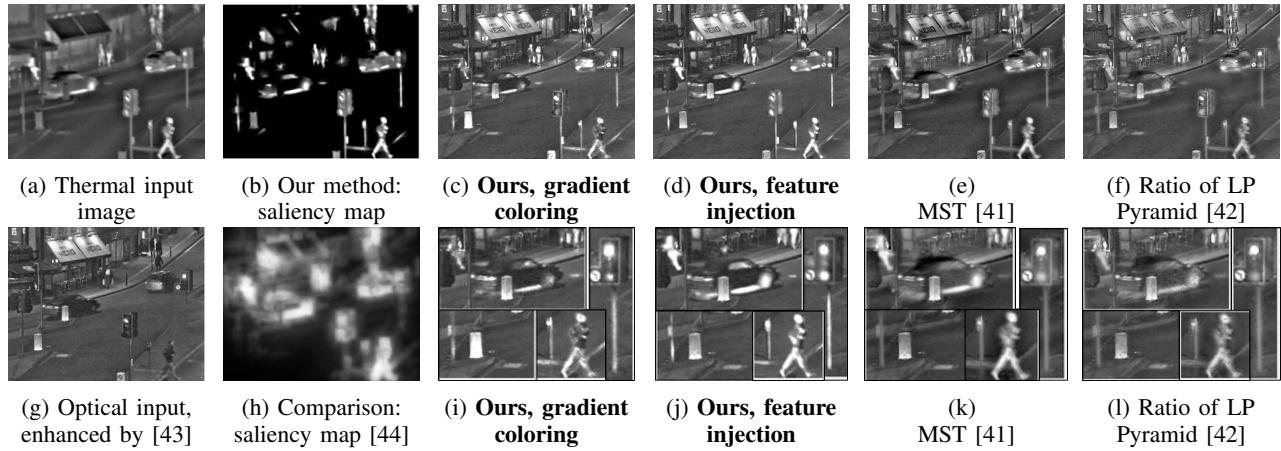 (a) Thermal input
image
(b) Our method:
saliency map
(c) Ours, gradient
coloring
(d) Ours, feature
injection
(e)
MST [41]
(f) Ratio of LP
Pyramid [42]
(g) Optical input,
enhanced by [43]
(h) Comparison:
saliency map [44]
(i) Ours, gradient
coloring
(j) Ours, feature
injection
(k)
MST [41]
(l) Ratio of LP
Pyramid [42]